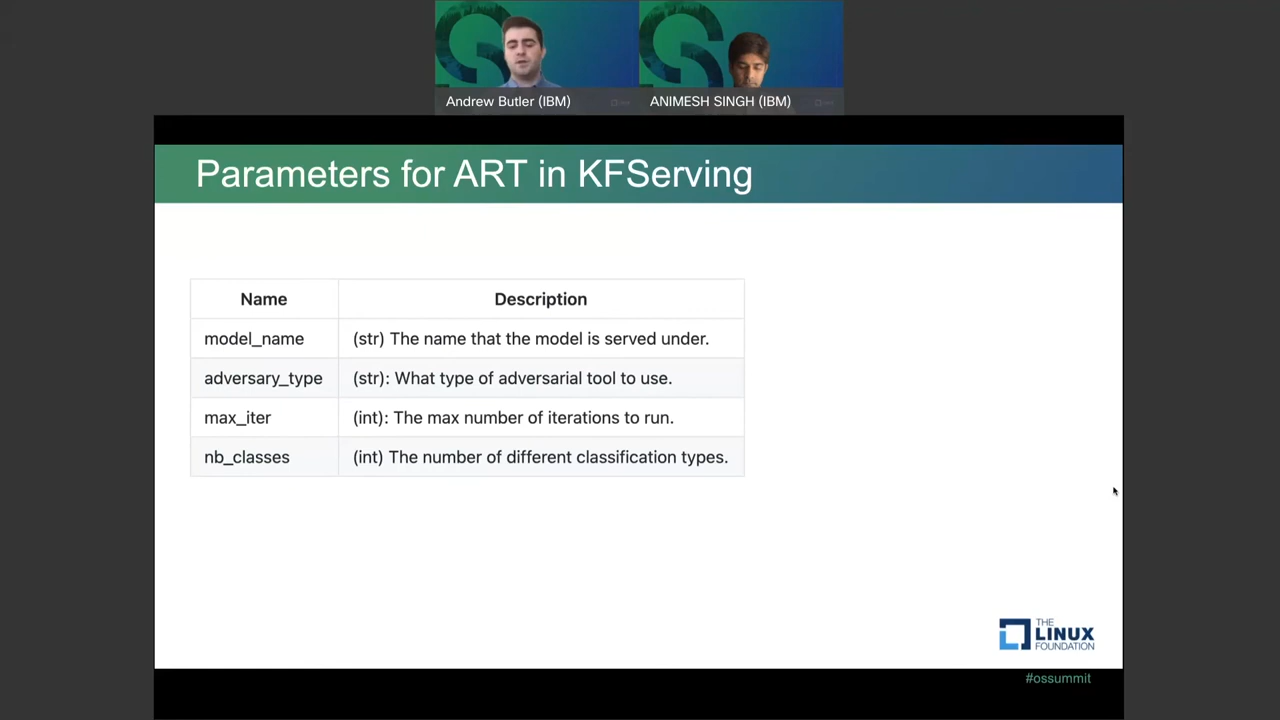 Andrew Butler (IBM)
ANIMESH SINGH (IBM)
Parameters for ART in KFServing
Name Description
model_name (str) The name that the model is served under.
adversary_type (str): What type of adversarial tool to use.
max_iter (int): The max number of iterations to run.
nb_classes (int) The number of different classification types.
THE
LINUX
FOUNDATION
#ossummit